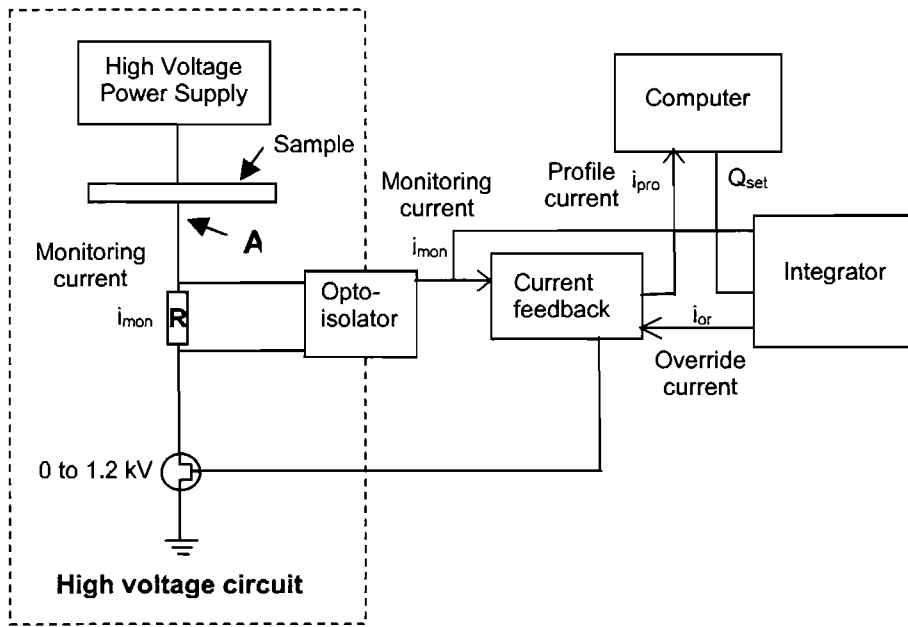 High Voltage
Power Supply
Sample
A
Monitoring
current
i_mon
R
Opto-
isolator
0 to 1.2 kV
High voltage circuit
Monitoring
current
i_mon
Current
feedback
Profile
current
i_pro
Computer
Q_set
Integrator
i_or
Override
current